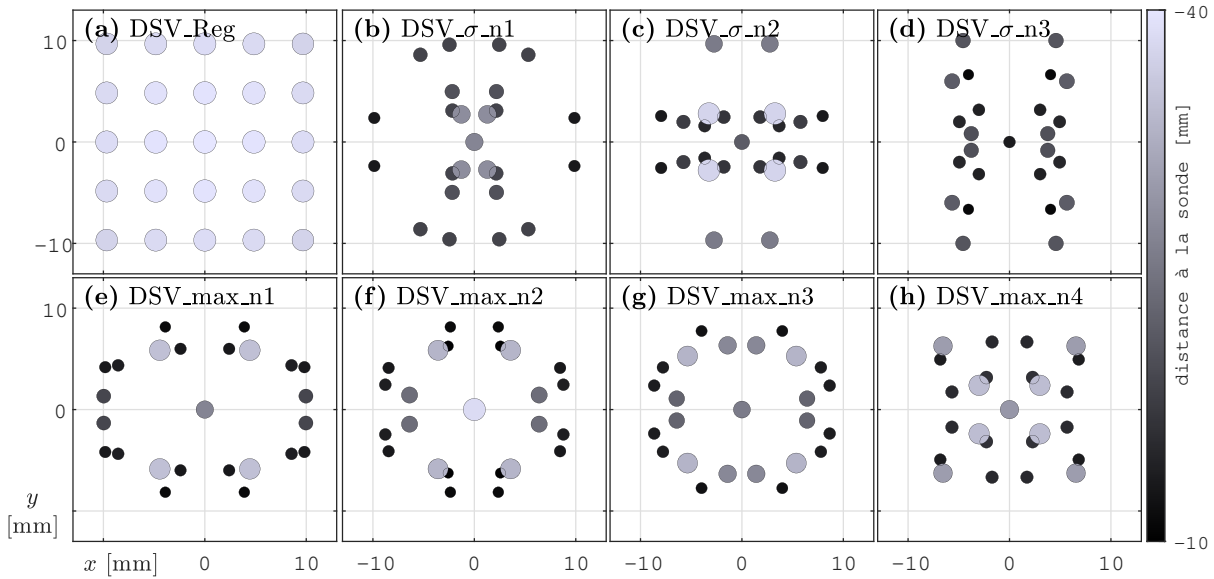 (a) DSV_Reg
(b) DSV_σ_n1
(c) DSV_σ_n2
(d) DSV_σ_n3
-40
10
0
-10
distance à la sonde [mm]
(e) DSV_max_n1
(f) DSV_max_n2
(g) DSV_max_n3
(h) DSV_max_n4
10
0
y
[mm]
-10
x [mm]
0
10
-10
0
10
-10
0
10
-10
0
10